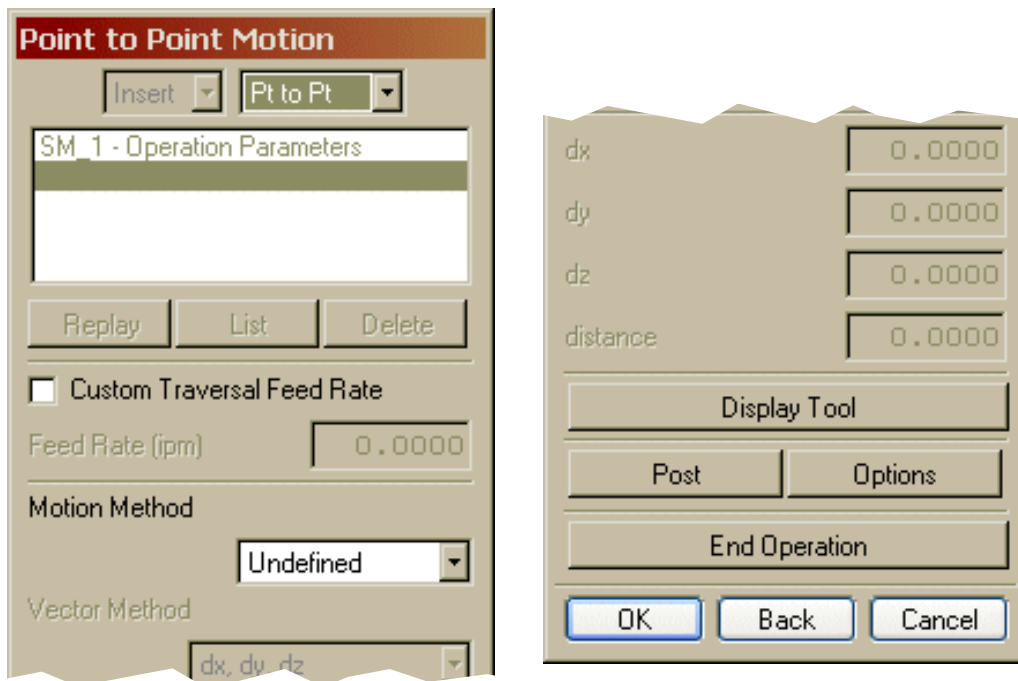 Point to Point Motion
Insert Pt to Pt
SM_1 - Operation Parameters
Replay List Delete
Custom Traversal Feed Rate
Feed Rate (ipm) 0.0000
Motion Method
Undefined
Vector Method
dx, dy, dz
dx 0.0000
dy 0.0000
dz 0.0000
distance 0.0000
Display Tool
Post Options
End Operation
OK Back Cancel